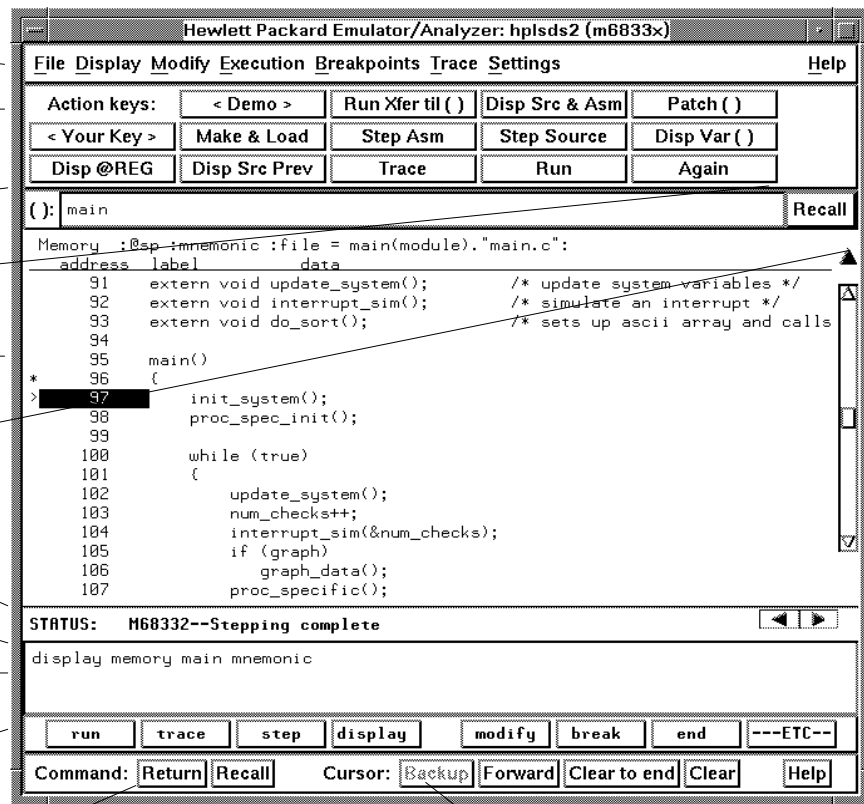 Hewlett Packard Emulator/Analyzer: hplsds2 (m6833x)
File Display Modify Execution Breakpoints Trace Settings Help
Action keys: < Demo > Run Xfer til ( ) Disp Src & Asm Patch ( )
< Your Key > Make & Load Step Asm Step Source Disp Var ( )
Disp @REG Disp Src Prev Trace Run Again
( ): main Recall
Memory :@sp :mnemonic :file = main(module)."main.c":
address label data
91 extern void update_system(); /* update system variables */
92 extern void interrupt_sim(); /* simulate an interrupt */
93 extern void do_sort(); /* sets up ascii array and calls
94
95 main()
* 96 {
> 97 init_system();
98 proc_spec_init();
99
100 while (true)
101 {
102 update_system();
103 num_checks++;
104 interrupt_sim(&num_checks);
105 if (graph)
106 graph_data();
107 proc_specific();
STATUS: M68332--Stepping complete
display memory main mnemonic
run trace step display modify break end ---ETC--
Command: Return Recall Cursor: Backup Forward Clear to end Clear Help